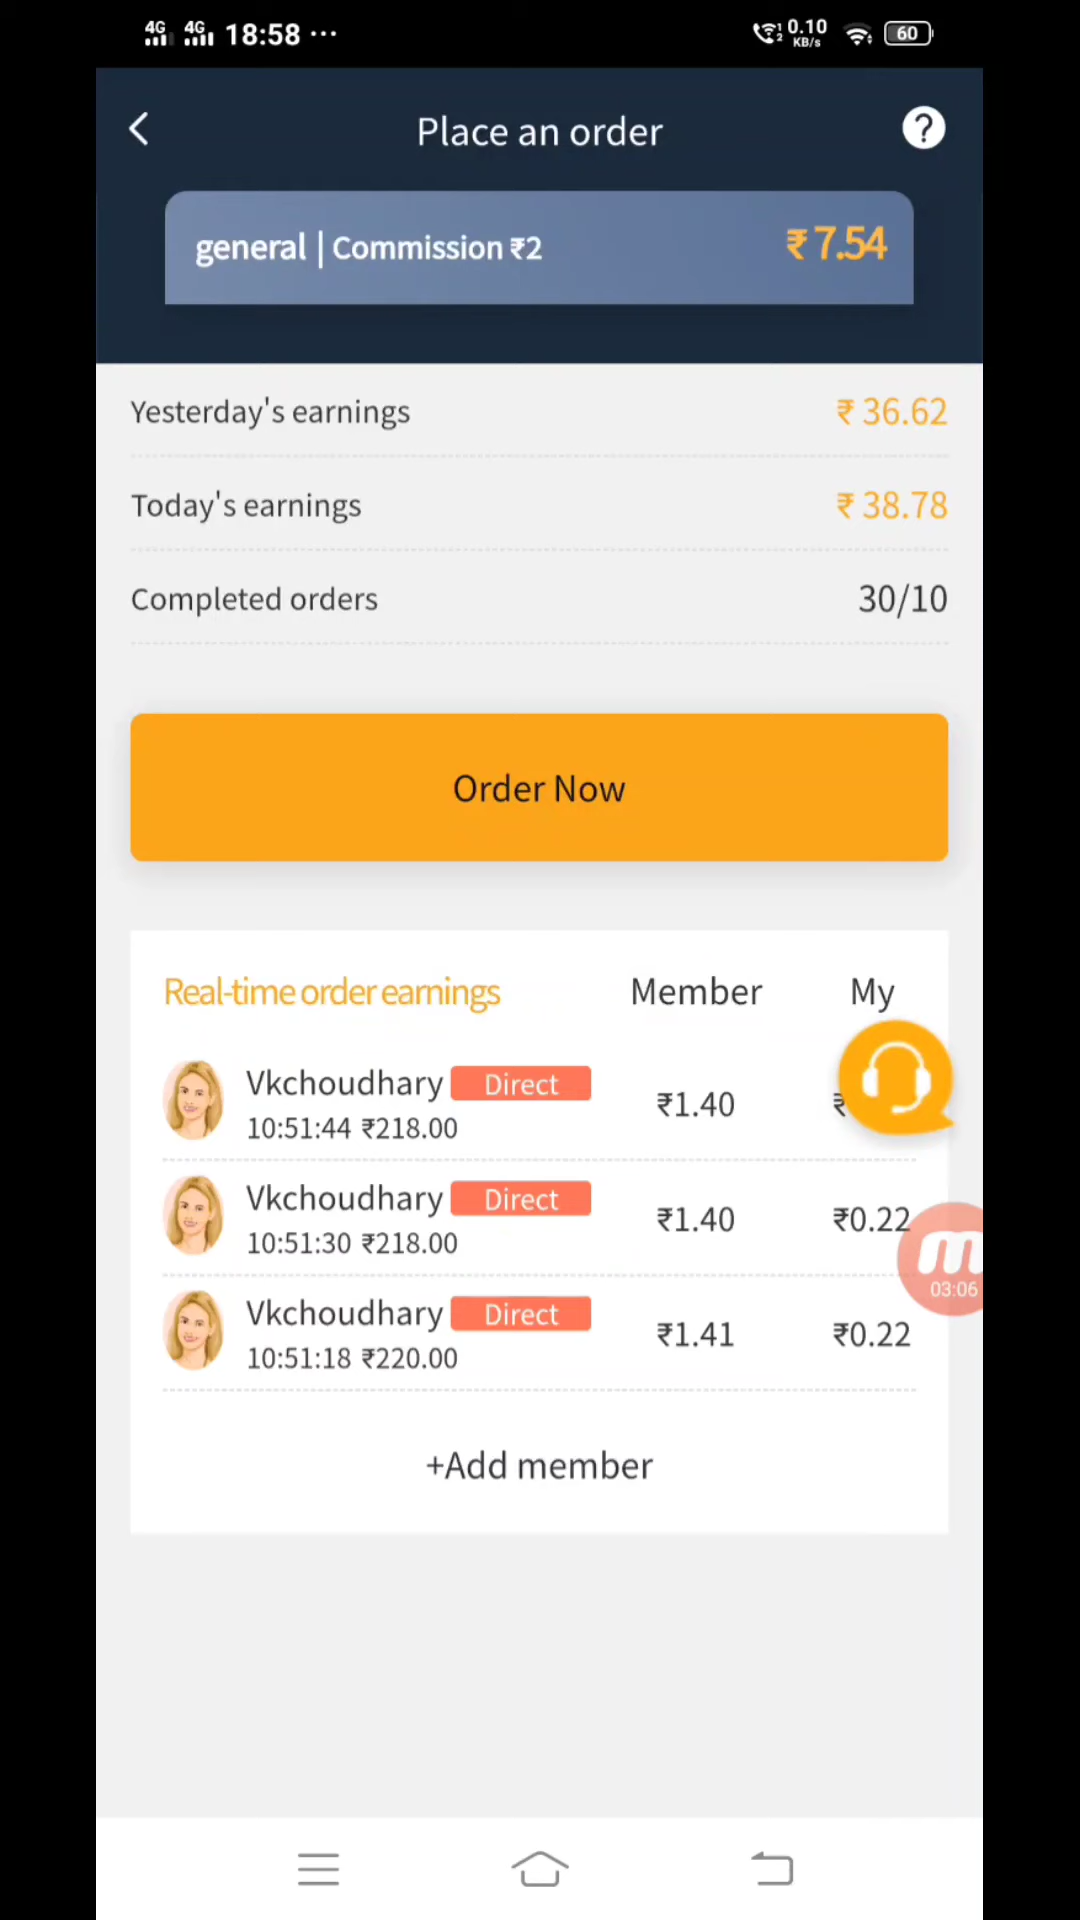 4G 4G 18:58 ··· 0.10 KB/s 60
Place an order ?
general | Commission ₹2 ₹7.54
Yesterday's earnings ₹ 36.62
Today's earnings ₹ 38.78
Completed orders 30/10
Order Now
Real-time order earnings Member My
Vkchoudhary Direct
10:51:44 ₹218.00 ₹1.40 ₹
Vkchoudhary Direct
10:51:30 ₹218.00 ₹1.40 ₹0.22
Vkchoudhary Direct
10:51:18 ₹220.00 ₹1.41 ₹0.22
03:06
+Add member